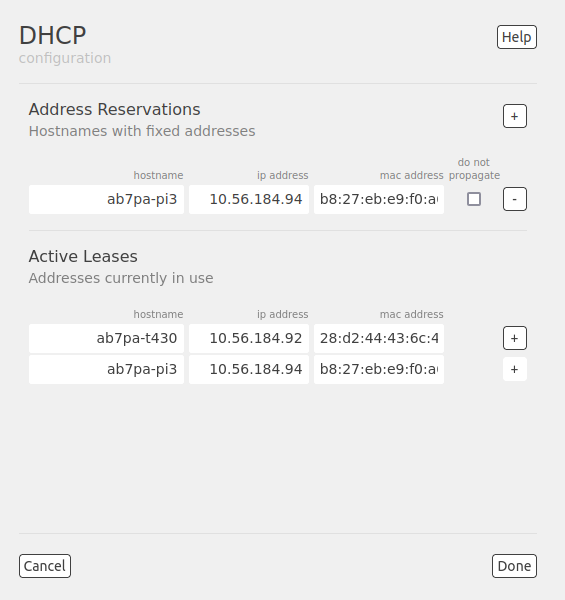 DHCP
configuration
Help
Address Reservations
+
Hostnames with fixed addresses
hostname ip address mac address do not propagate
ab7pa-pi3 10.56.184.94 b8:27:eb:e9:f0:a -
Active Leases
Addresses currently in use
hostname ip address mac address
ab7pa-t430 10.56.184.92 28:d2:44:43:6c:4 +
ab7pa-pi3 10.56.184.94 b8:27:eb:e9:f0:a +
Cancel Done